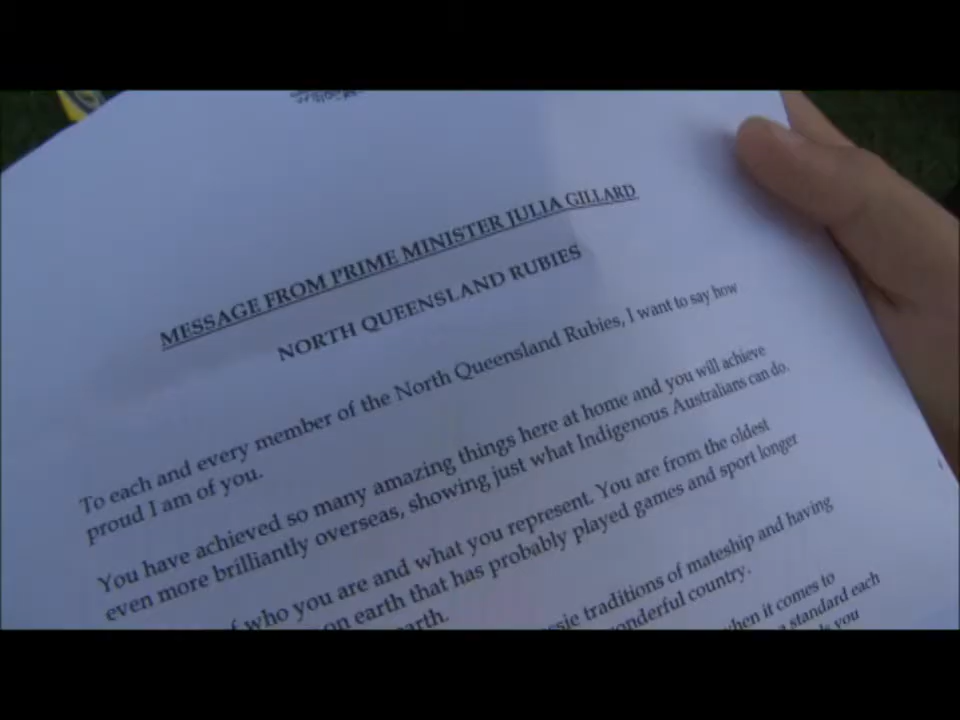 MESSAGE FROM PRIME MINISTER JULIA GILLARD
NORTH QUEENSLAND RUBIES
To each and every member of the North Queensland Rubies, I want to say how
proud I am of you.
You have achieved so many amazing things here at home and you will achieve
even more brilliantly overseas, showing just what Indigenous Australians can do.
who you are and what you represent. You are from the oldest
on earth that has probably played games and sport longer
earth.
traditions of mateship and having
country.
when it comes to
standard each
you